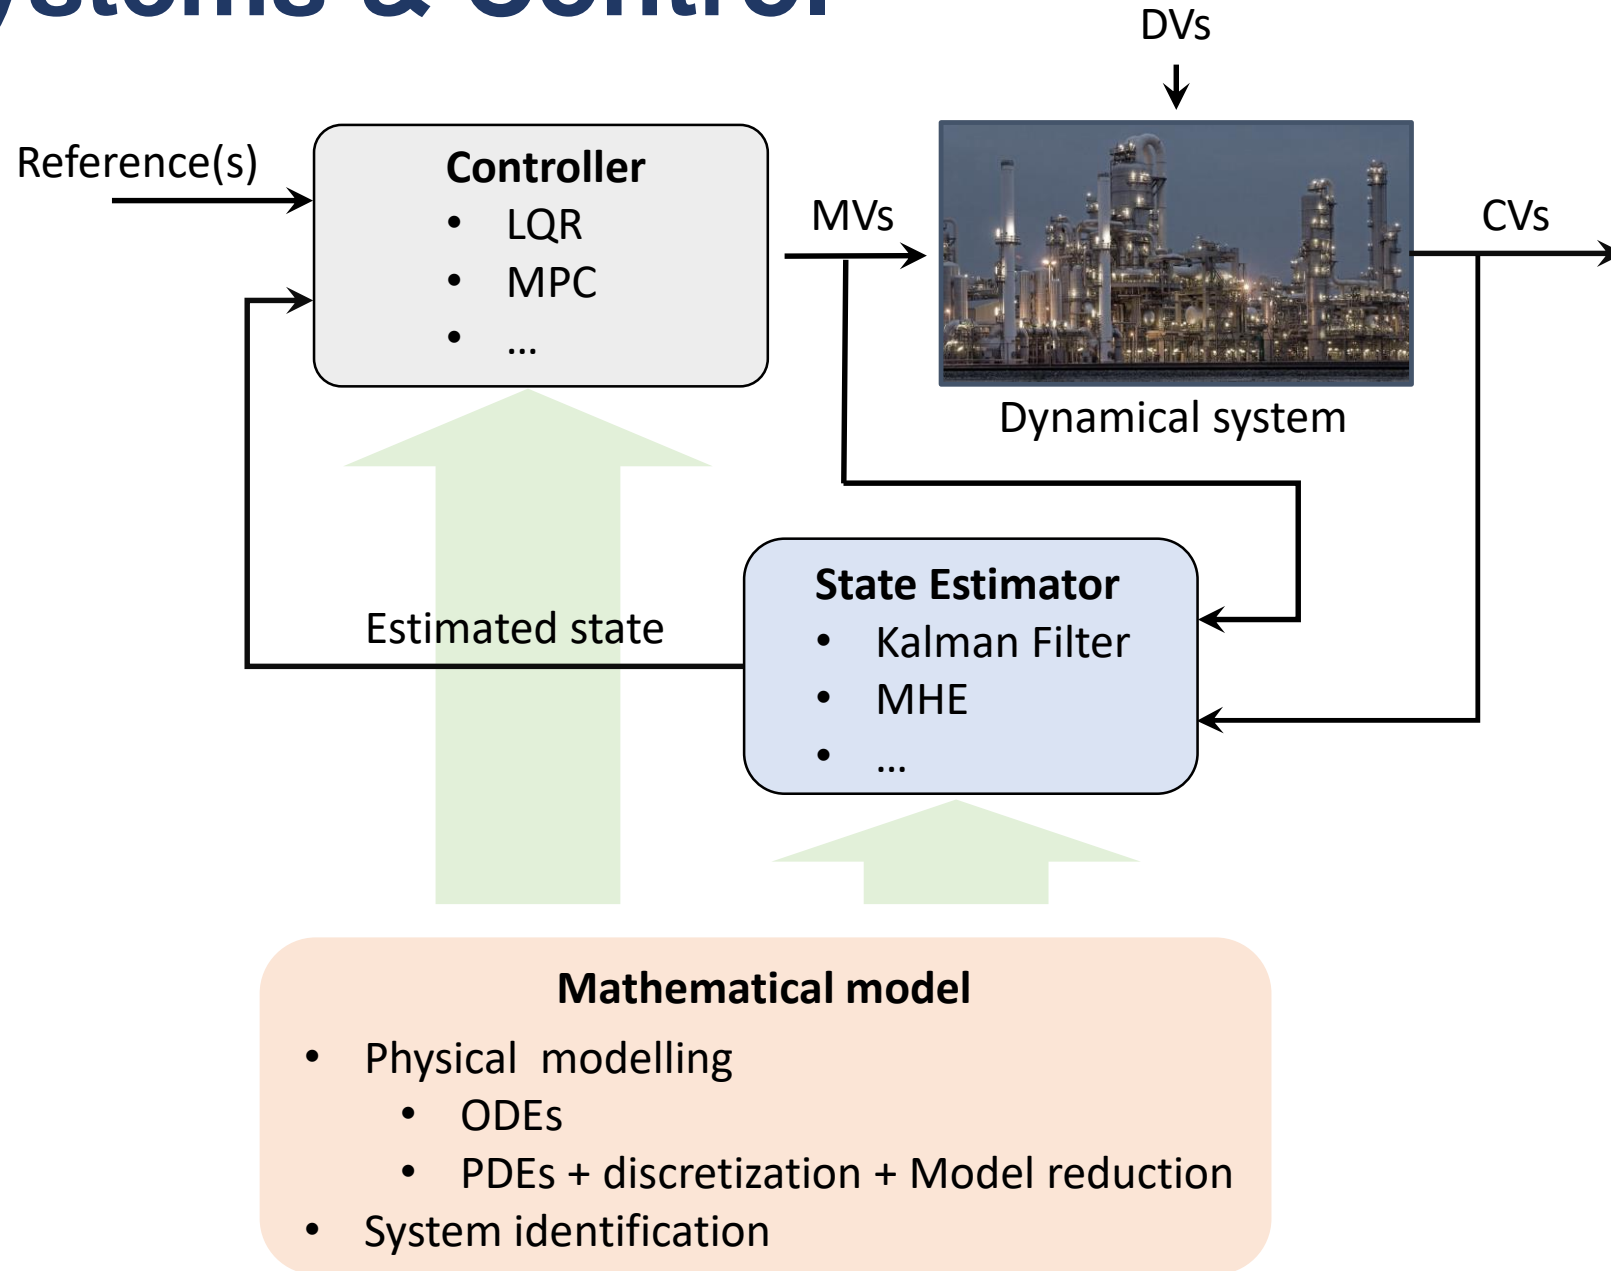 & Control
DVs
Reference(s)
Controller
• LQR
• MPC
• ...
MVs
CVs
Dynamical system
State Estimator
• Kalman Filter
• MHE
• ...
Estimated state
Mathematical model
• Physical modelling
• ODEs
• PDEs + discretization + Model reduction
• System identification